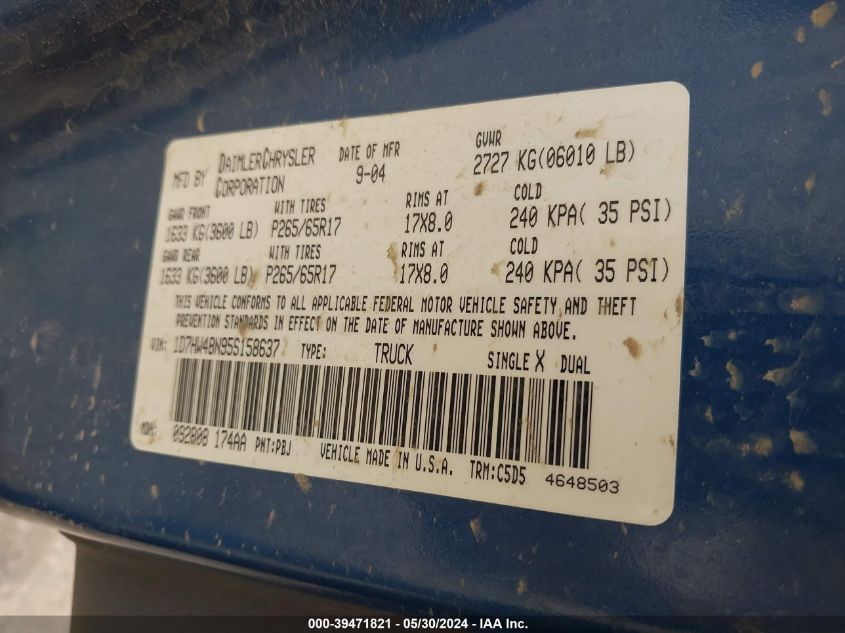 MFD BY DAIMLERCHRYSLER CORPORATION DATE OF MFR 9-04 GVWR 2727 KG(06010 LB)
GAWR FRONT WITH TIRES RIMS AT COLD
1633 KG(3600 LB) P265/65R17 17X8.0 240 KPA( 35 PSI)
GAWR REAR WITH TIRES RIMS AT COLD
1633 KG(3600 LB) P265/65R17 17X8.0 240 KPA( 35 PSI)
THIS VEHICLE CONFORMS TO ALL APPLICABLE FEDERAL MOTOR VEHICLE SAFETY AND THEFT
PREVENTION STANDARDS IN EFFECT ON THE DATE OF MANUFACTURE SHOWN ABOVE.
VIN: 1D7HW48N95S158637 TYPE: TRUCK SINGLE X DUAL
MDH: 092808 174AA PNT:PBJ VEHICLE MADE IN U.S.A. TRM:C5D5 4648503
000-39471821 - 05/30/2024 - IAA Inc.